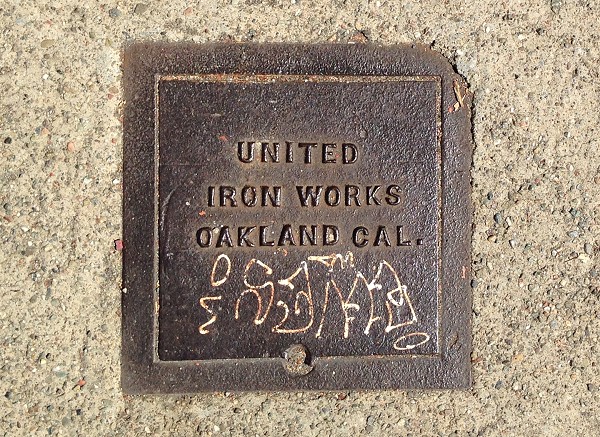 UNITED
IRON WORKS
OAKLAND CAL.